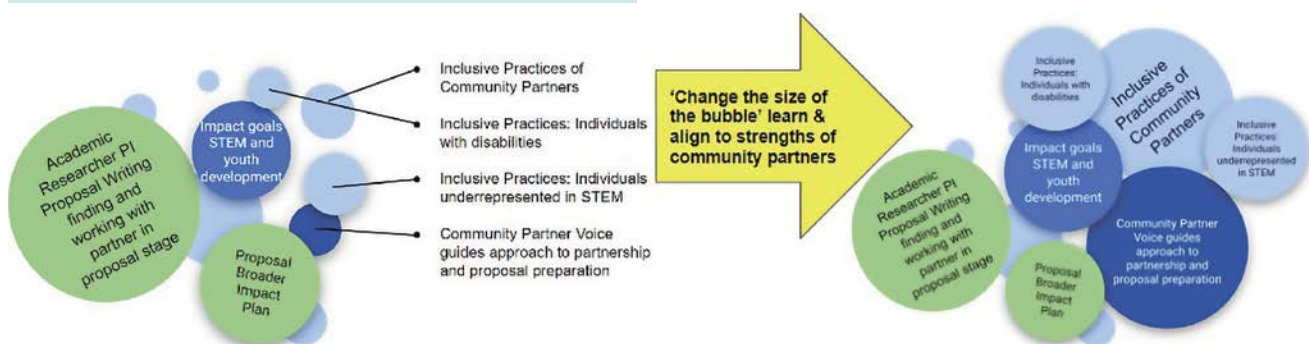 Academic
Researcher PI
Proposal Writing
finding and
working with
partner in
proposal stage
Impact goals
STEM and
youth
development
Proposal
Broader
Impact
Plan
Inclusive Practices of
Community Partners
Inclusive Practices: Individuals
with disabilities
Inclusive Practices: Individuals
underrepresented in STEM
Community Partner Voice
guides approach to partnership
and proposal preparation
'Change the size of
the bubble' learn &
align to strengths of
community partners
Academic
Researcher PI
Proposal Writing
finding and
working with
partner in
proposal stage
Inclusive
Practices:
Individuals with
disabilities
Inclusive
Practices of
Community
Partners
Impact goals
STEM and
youth
development
Inclusive
Practices:
Individuals
underrepresented
in STEM
Community Partner Voice
guides approach to
partnership and
proposal preparation
Proposal
Broader
Impact
Plan